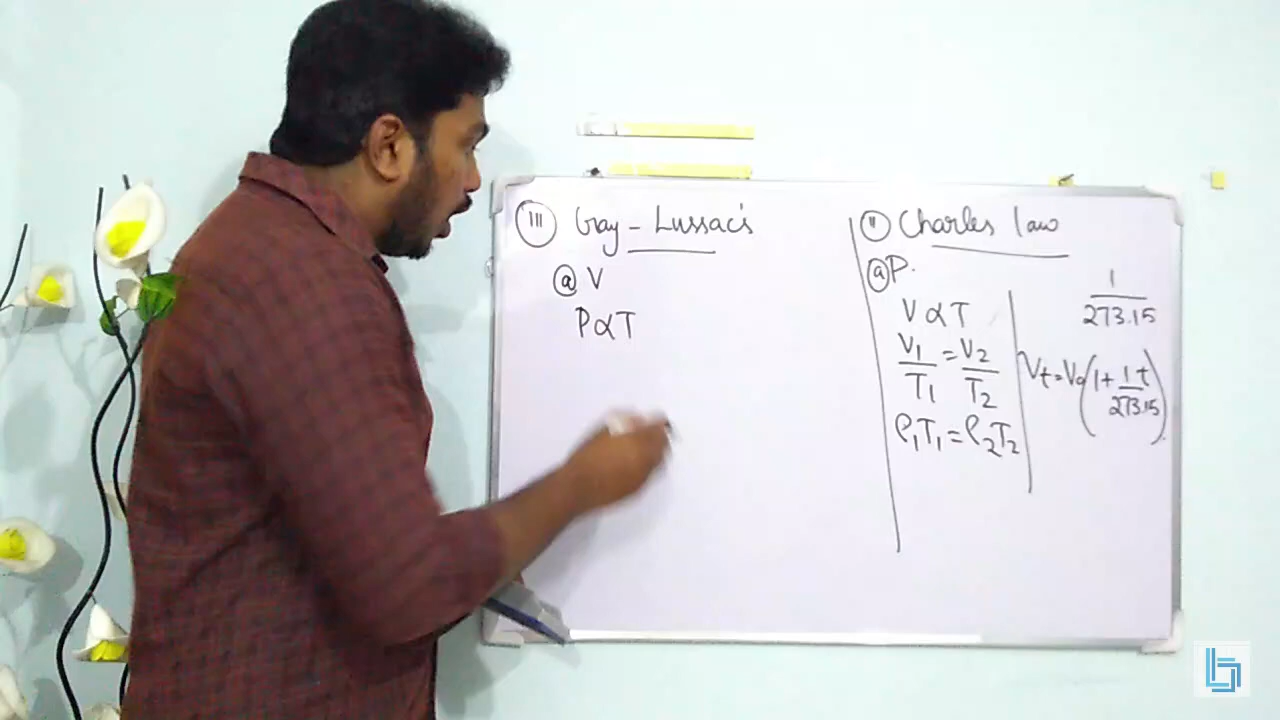 III Gay - Lussac's
@ V
P∝T
II Charles law
@ P.
V ∝ T
V1/T1 = V2/T2
ρ1T1 = ρ2T2
1/273.15
Vt = V0(1 + 1/273.15 t).